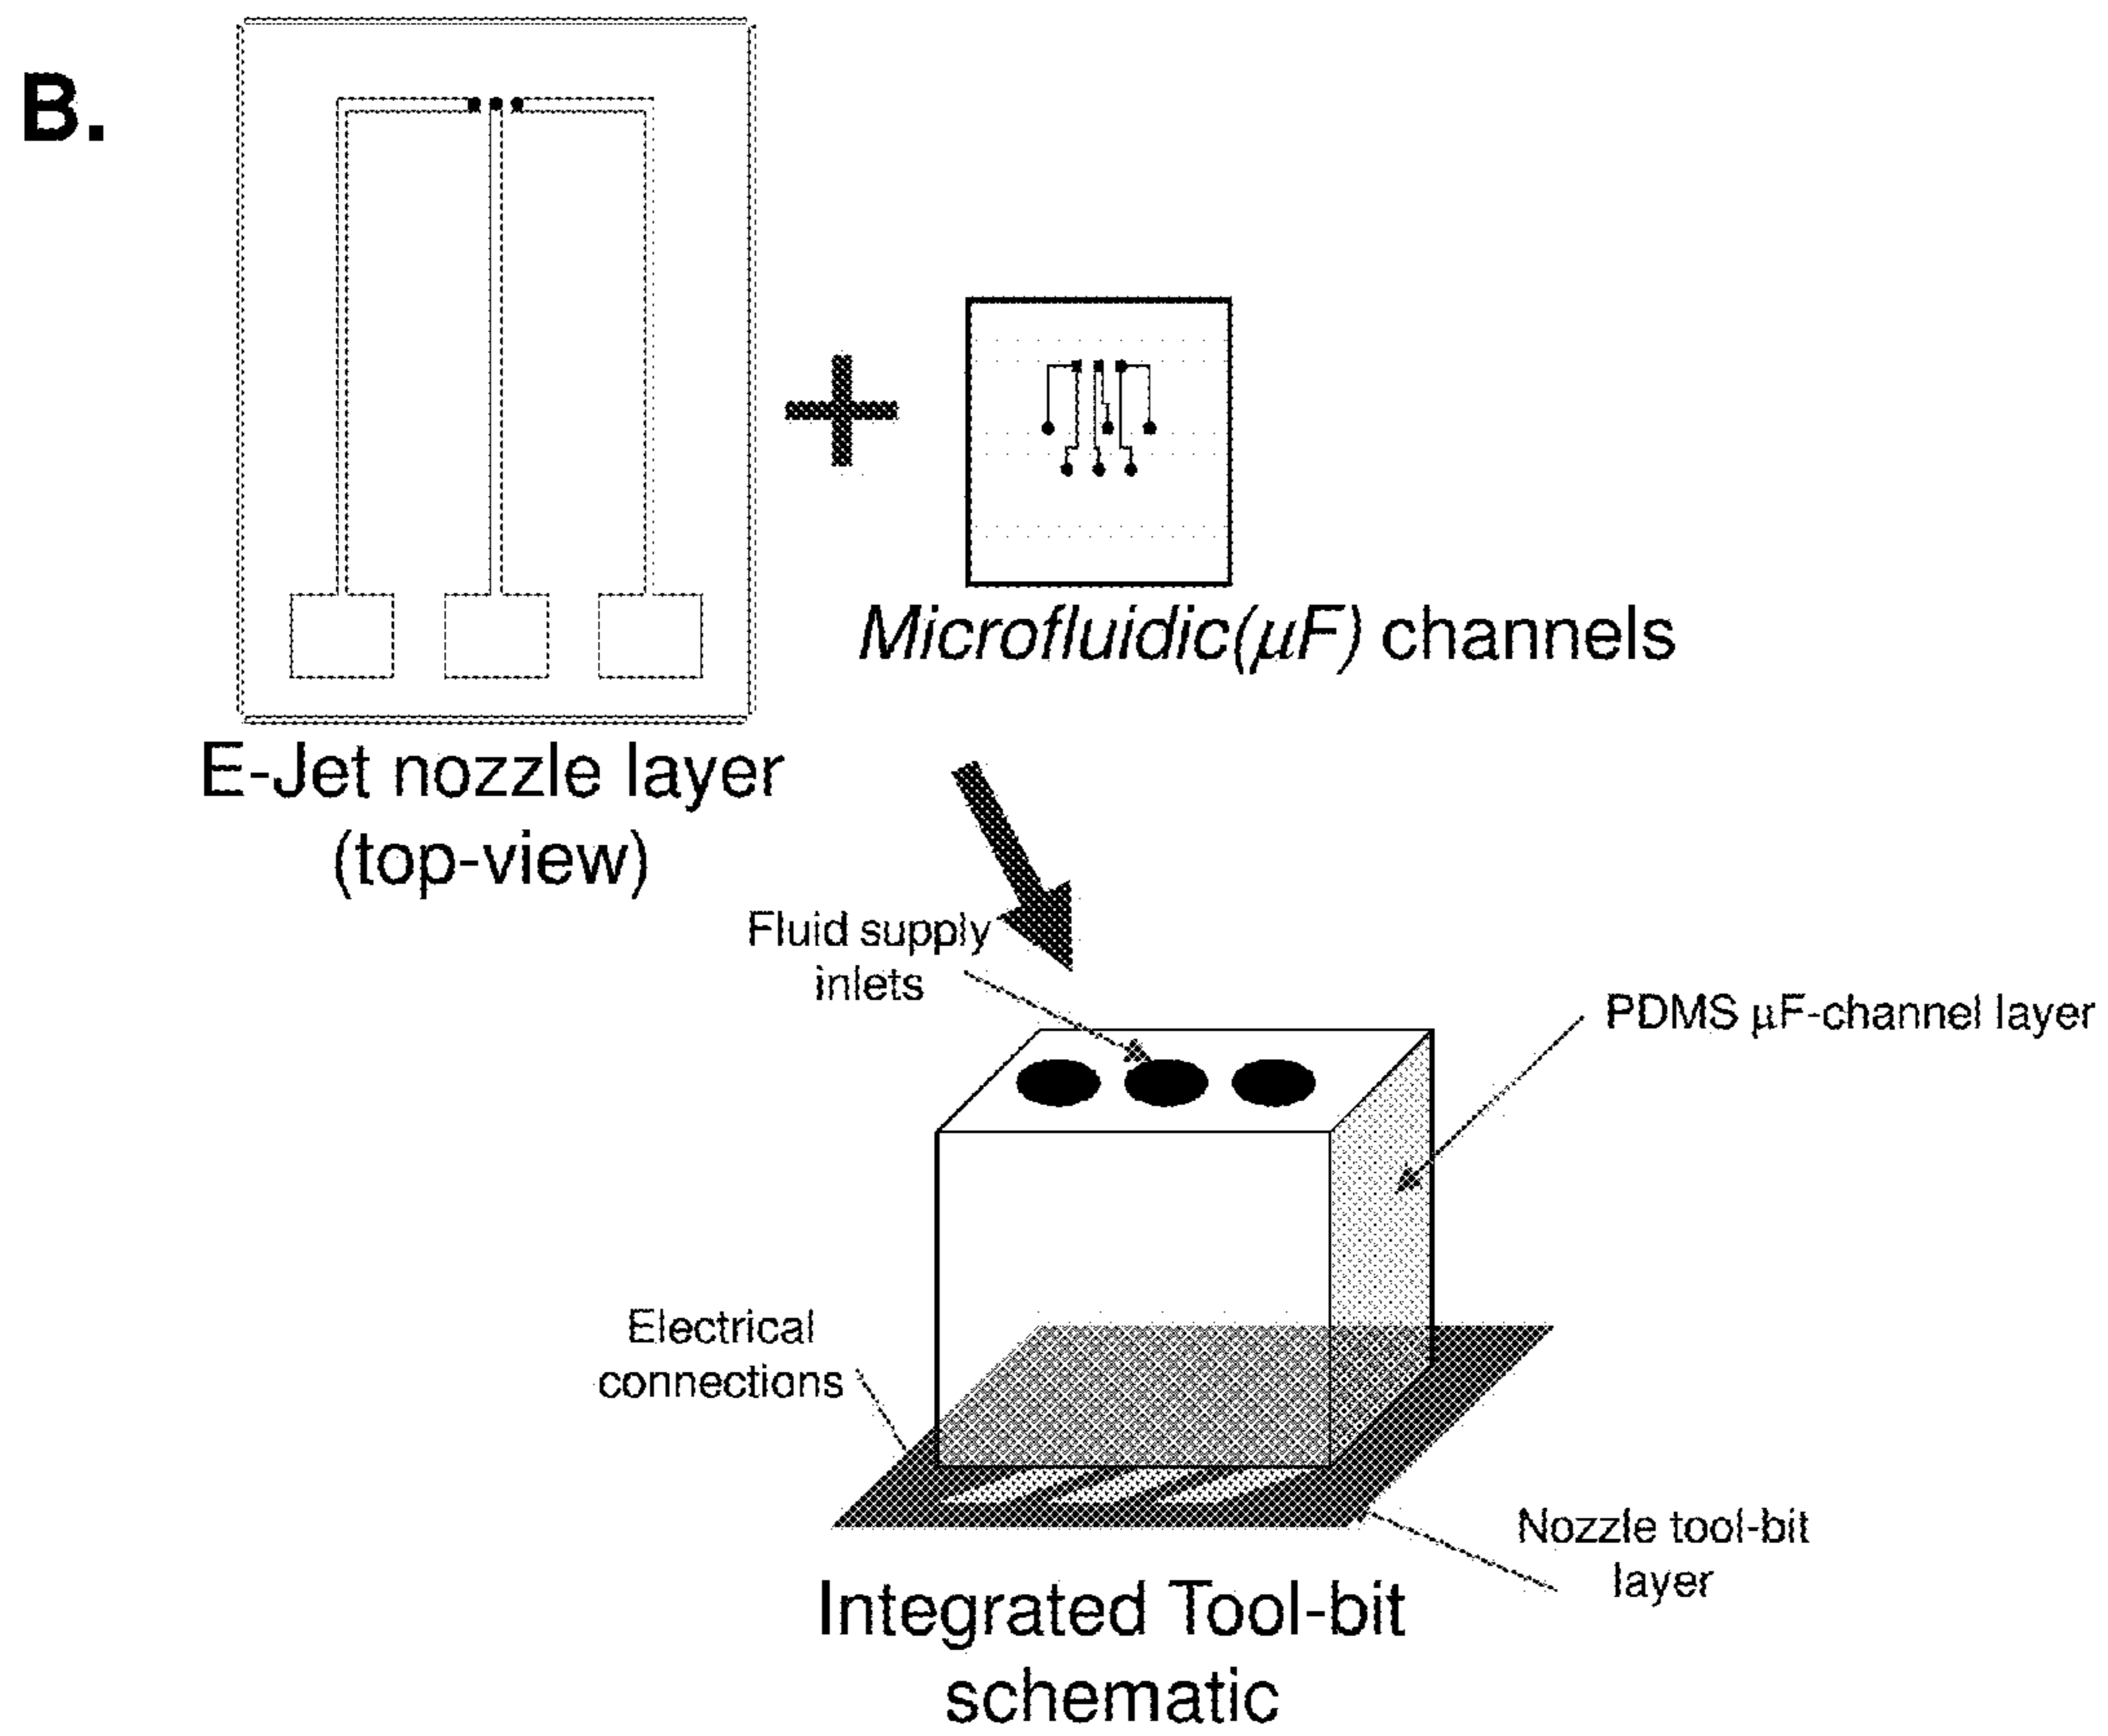 B.
Microfluidic(μF) channels
E-Jet nozzle layer
(top-view)
Fluid supply
inlets
PDMS μF-channel layer
Electrical
connections
Nozzle tool-bit
layer
Integrated Tool-bit
schematic